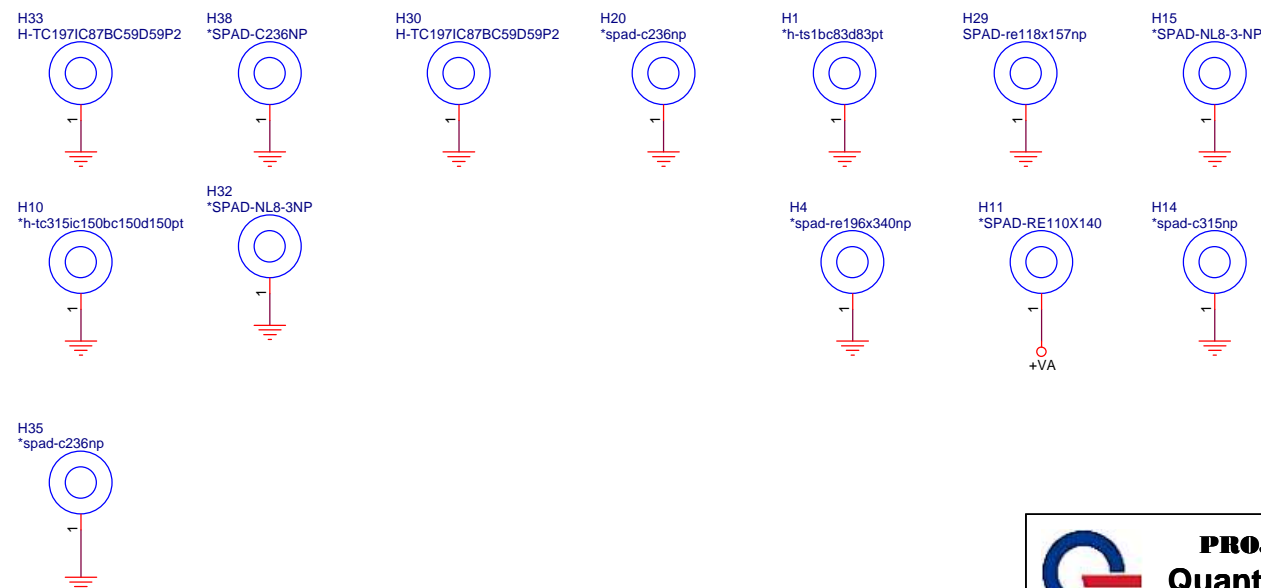 H33
H-TC197IC87BC59D59P2
H38
*SPAD-C236NP
H30
H-TC197IC87BC59D59P2
H20
*spad-c236np
H1
*h-ts1bc83d83pt
H29
SPAD-re118x157np
H15
*SPAD-NL8-3-NP
1
1
1
1
1
1
1
H10
*h-tc315ic150bc150d150pt
H32
*SPAD-NL8-3NP
H4
*spad-re196x340np
H11
*SPAD-RE110X140
H14
*spad-c315np
1
1
1
1
1
+VA
H35
*spad-c236np
1
PROJ
Quant